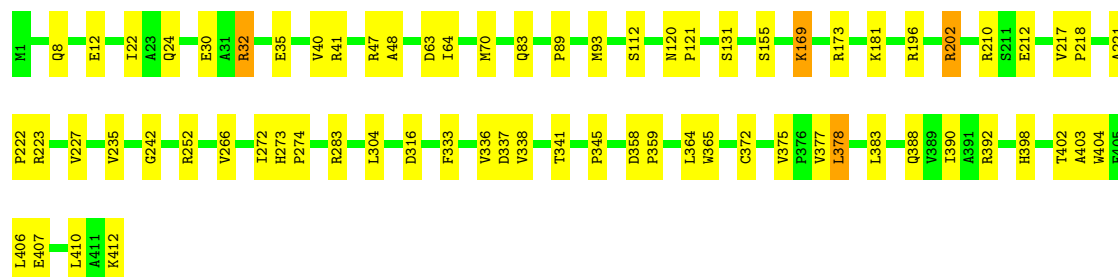 M1 Q8 E12 I22 A23 Q24 E30 A31 R32 E35 V40 R41 R47 A48 D63 I64 M70 Q83 P89 M93 S112 N120 P121 S131 S155 K169 R173 K181 R196 R202 R210 S211 E212 V217 P218 A221
P222 R223 V227 V235 G242 R252 V266 I272 H273 P274 R283 L304 D316 F333 V336 D337 V338 T341 P345 D358 P359 L364 W365 C372 V375 P376 V377 L378 L383 Q388 V389 I390 A391 R392 H398 T402 A403 W404 E405
L406 E407 L410 A411 K412